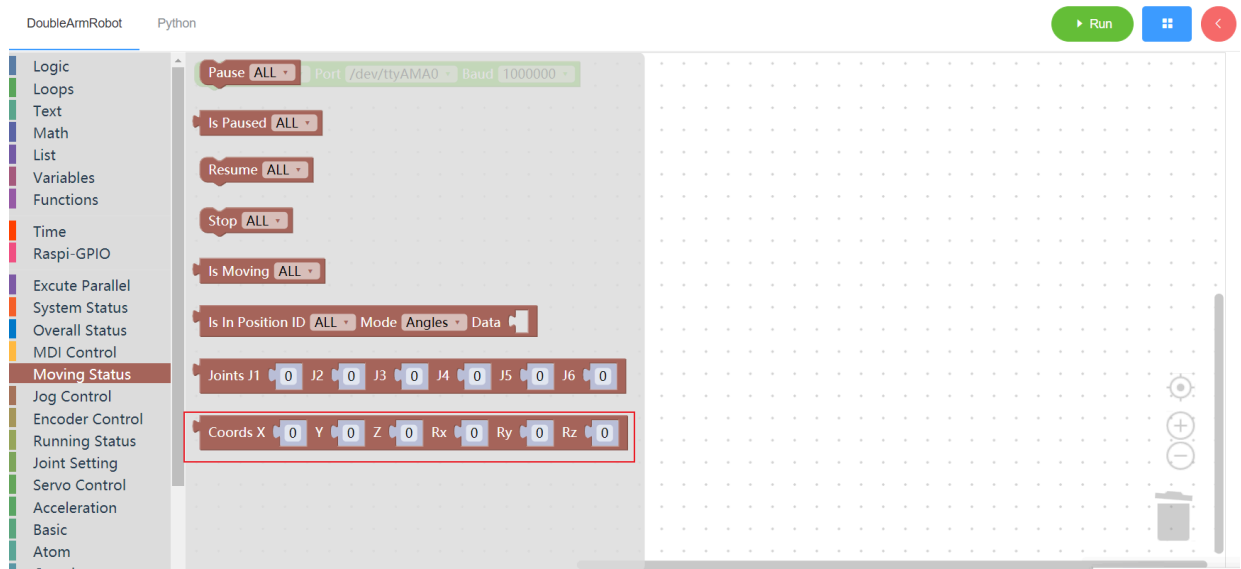 DoubleArmRobot Python Run
Logic
Loops
Text
Math
List
Variables
Functions
Time
Raspi-GPIO
Excute Parallel
System Status
Overall Status
MDI Control
Moving Status
Jog Control
Encoder Control
Running Status
Joint Setting
Servo Control
Acceleration
Basic
Atom
Pause ALL Port /dev/ttyAMA0 Baud 1000000
Is Paused ALL
Resume ALL
Stop ALL
Is Moving ALL
Is In Position ID ALL Mode Angles Data
Joints J1 0 J2 0 J3 0 J4 0 J5 0 J6 0
Coords X 0 Y 0 Z 0 Rx 0 Ry 0 Rz 0